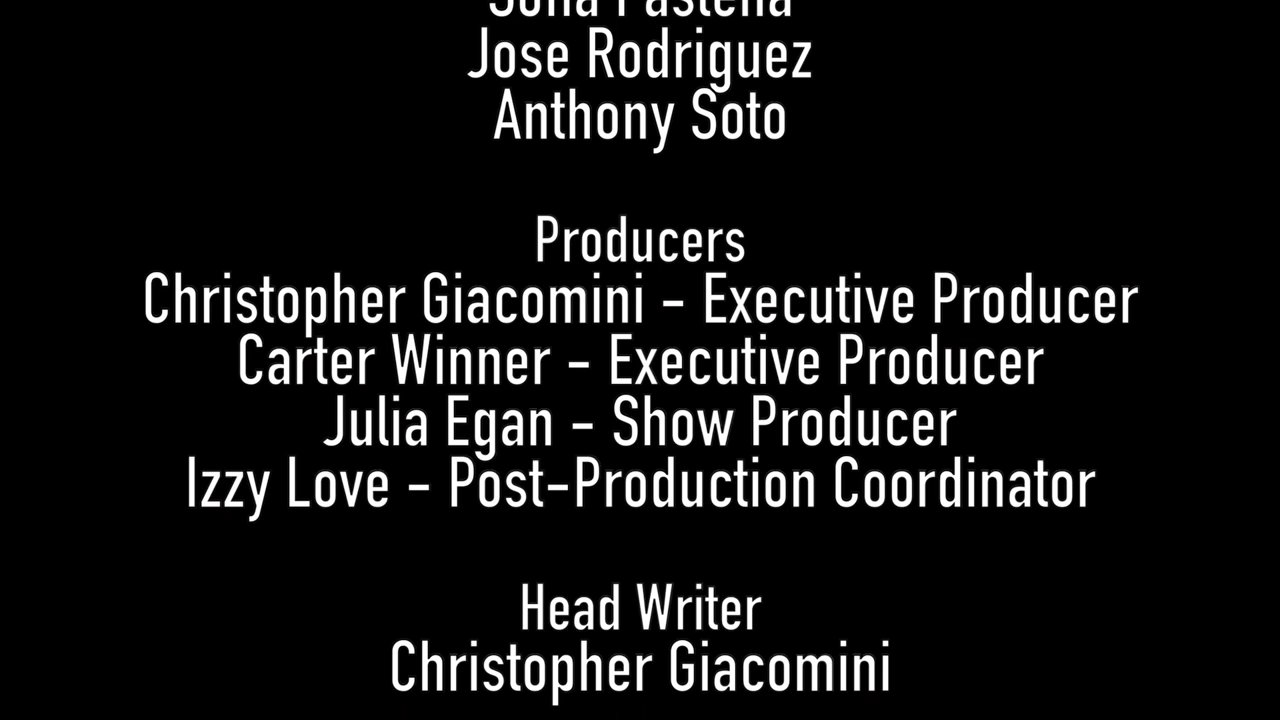 Jose Rodriguez
Anthony Soto
Producers
Christopher Giacomini - Executive Producer
Carter Winner - Executive Producer
Julia Egan - Show Producer
Izzy Love - Post-Production Coordinator
Head Writer
Christopher Giacomini